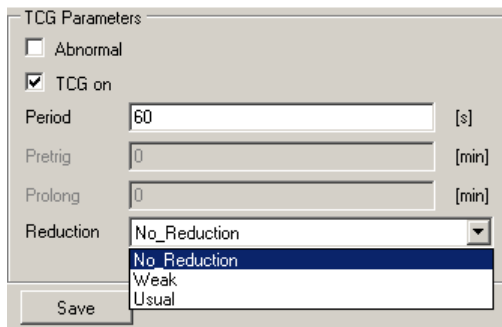 TCG Parameters
Abnormal
TCG on
Period 60 [s]
Pretrig 0 [min]
Prolong 0 [min]
Reduction No_Reduction
No_Reduction
Weak
Usual
Save